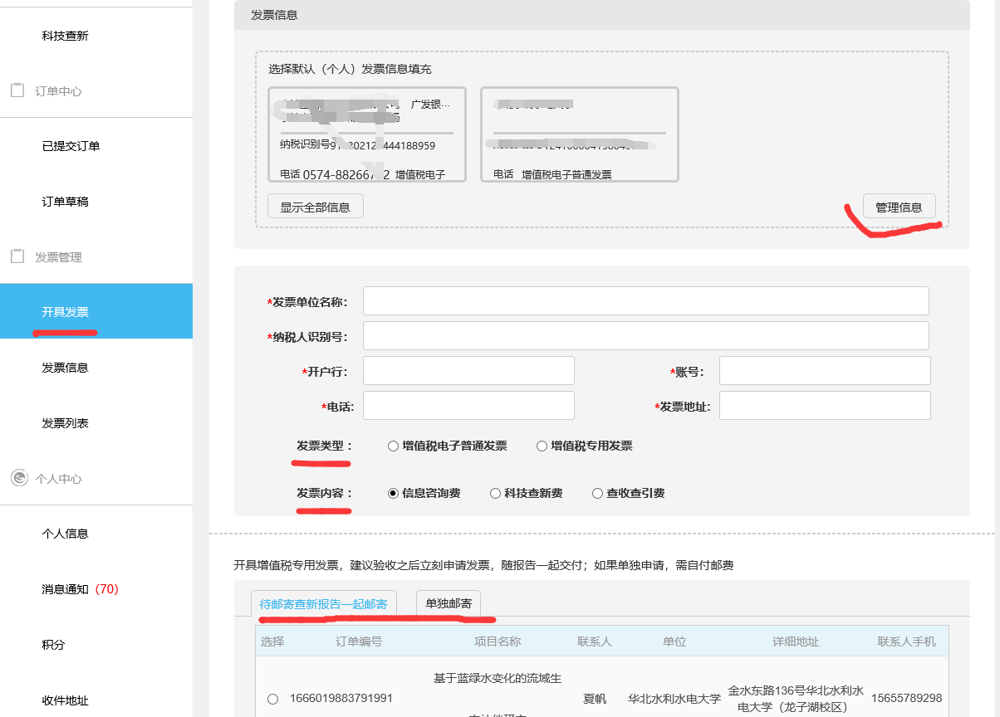 科技查新
订单中心
已提交订单
订单草稿
发票管理
开具发票
发票信息
发票列表
个人中心
个人信息
消息通知（70）
积分
收件地址
发票信息
选择默认（个人）发票信息填充
广发银...
纳税识别号
444188959
电话 0574-88266 2 增值税电子
电话 增值税电子普通发票
显示全部信息
管理信息
*发票单位名称：
*纳税人识别号：
*开户行：
*账号：
*电话:
*发票地址:
发票类型 ：
增值税电子普通发票
增值税专用发票
发票内容 ：
信息咨询费
科技查新费
查收查引费
开具增值税专用发票，建议验收之后立刻申请发票，随报告一起交付；如果单独申请，需自付邮费
待邮寄查新报告一起邮寄
单独邮寄
选择 订单编号 项目名称 联系人 单位 详细地址 联系人手机
基于蓝绿水变化的流域生
1666019883791991
夏帆
华北水利水电大学
金水东路136号华北水利水
电大学（龙子湖校区）
15655789298